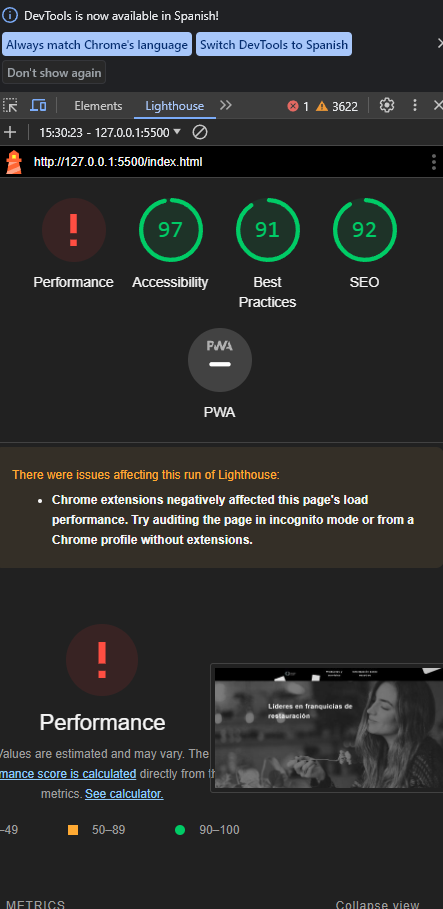 DevTools is now available in Spanish!
Always match Chrome's language
Switch DevTools to Spanish
Don't show again
Elements
Lighthouse
1
3622
15:30:23 - 127.0.0.1:5500
http://127.0.0.1:5500/index.html
!
97
91
92
Performance
Accessibility
Best
Practices
SEO
PWA
PWA
There were issues affecting this run of Lighthouse:
Chrome extensions negatively affected this page's load
performance. Try auditing the page in incognito mode or from a
Chrome profile without extensions.
!
Performance
Values are estimated and may vary. The
mance score is calculated directly from th
metrics. See calculator.
Líderes en franquicias de
restauración
–49
50–89
90–100
METRICS
Collapse view